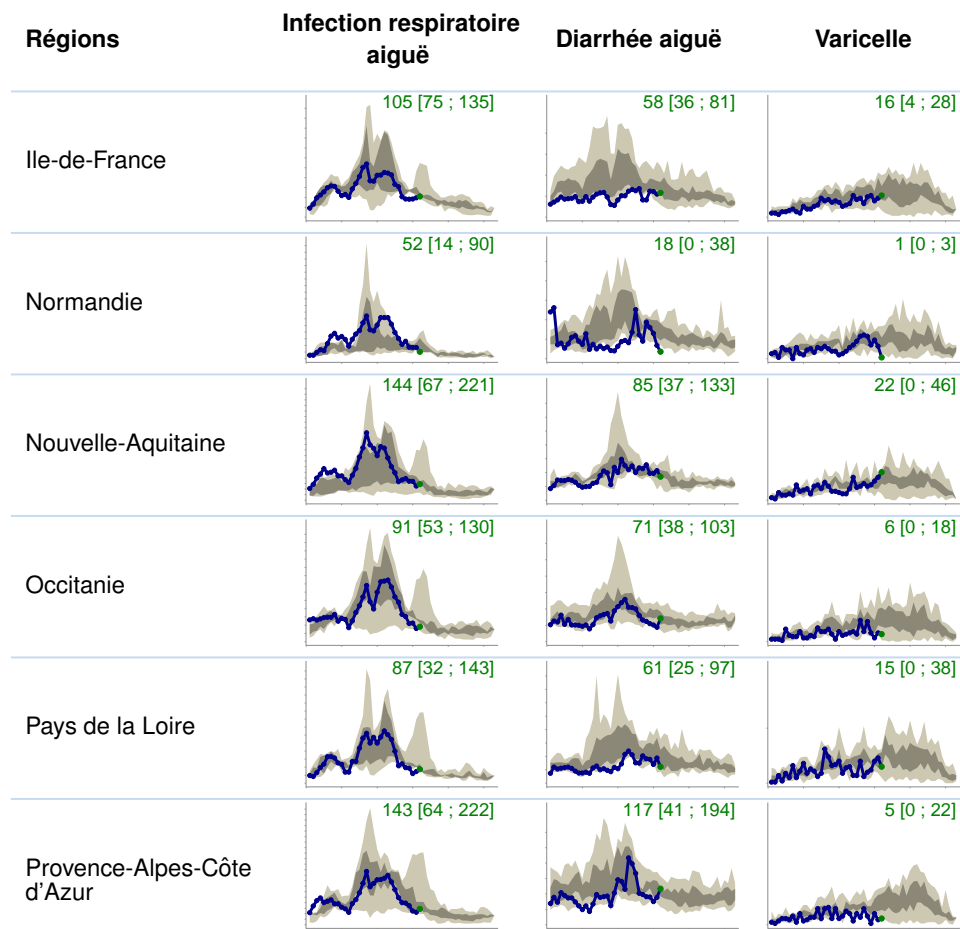 Régions
Infection respiratoire
aiguë
Diarrhée aiguë
Varicelle
Ile-de-France
105 [75 ; 135]
58 [36 ; 81]
16 [4 ; 28]
Normandie
52 [14 ; 90]
18 [0 ; 38]
1 [0 ; 3]
Nouvelle-Aquitaine
144 [67 ; 221]
85 [37 ; 133]
22 [0 ; 46]
Occitanie
91 [53 ; 130]
71 [38 ; 103]
6 [0 ; 18]
Pays de la Loire
87 [32 ; 143]
61 [25 ; 97]
15 [0 ; 38]
Provence-Alpes-Côte
d'Azur
143 [64 ; 222]
117 [41 ; 194]
5 [0 ; 22]